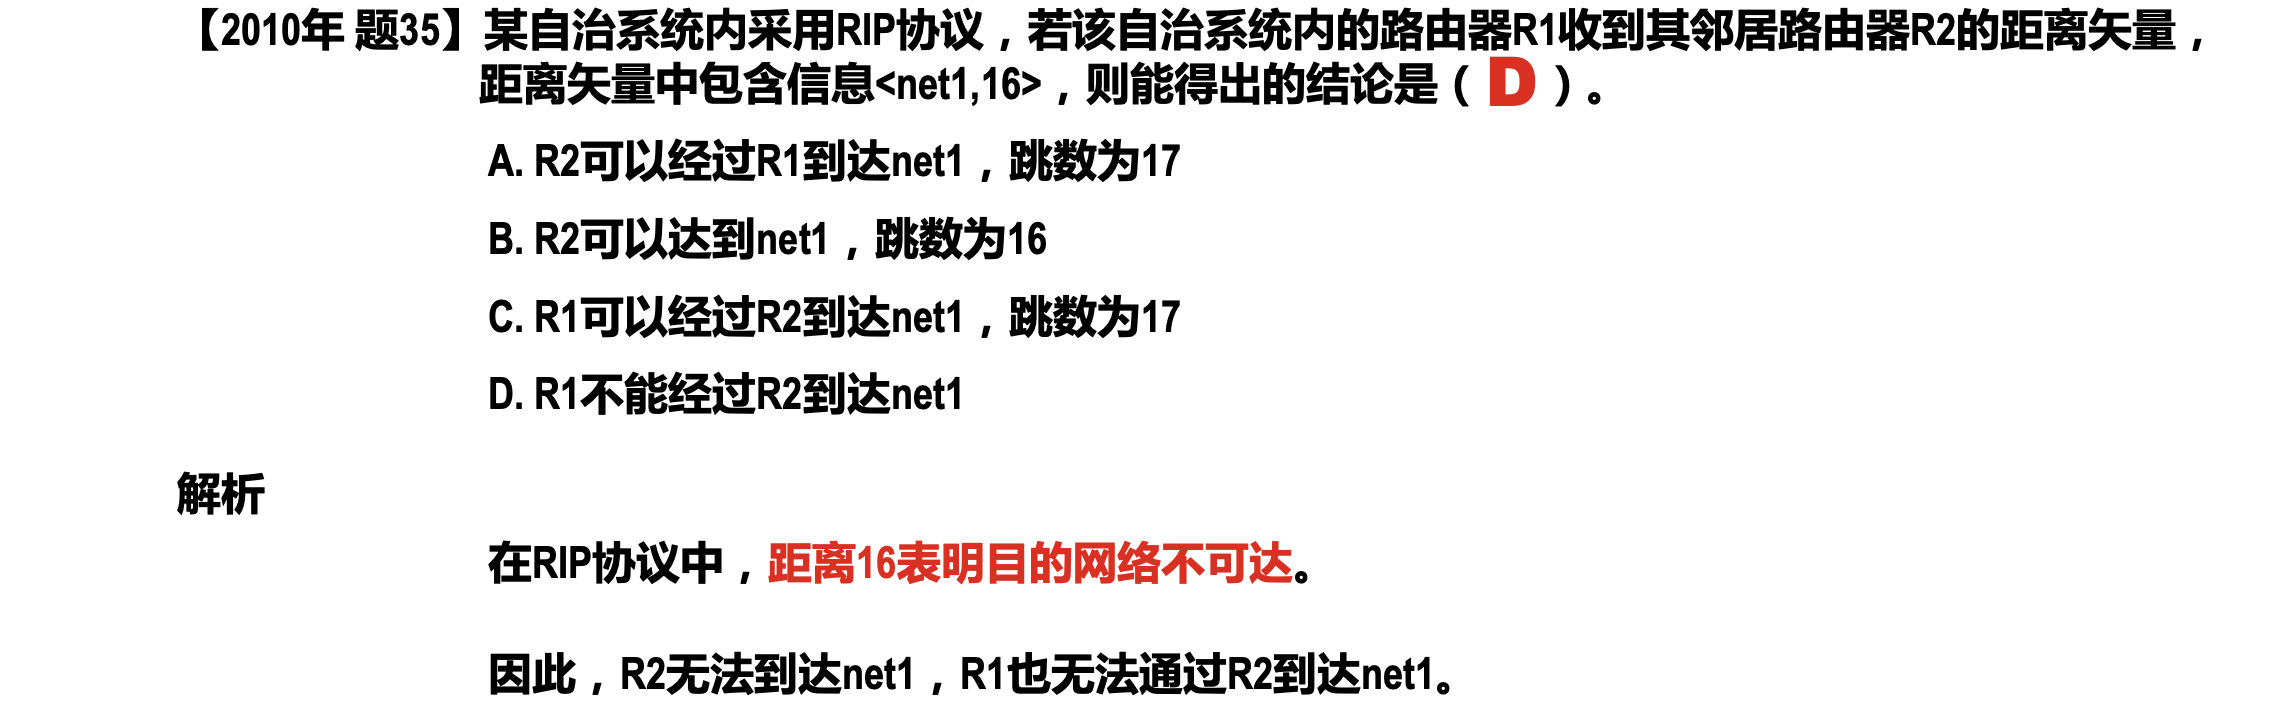 【2010年 题35】某自治系统内采用RIP协议，若该自治系统内的路由器R1收到其邻居路由器R2的距离矢量，
距离矢量中包含信息<net1,16>，则能得出的结论是（ D ）。
A. R2可以经过R1到达net1，跳数为17
B. R2可以达到net1，跳数为16
C. R1可以经过R2到达net1，跳数为17
D. R1不能经过R2到达net1
解析
在RIP协议中，距离16表明目的网络不可达。
因此，R2无法到达net1，R1也无法通过R2到达net1。